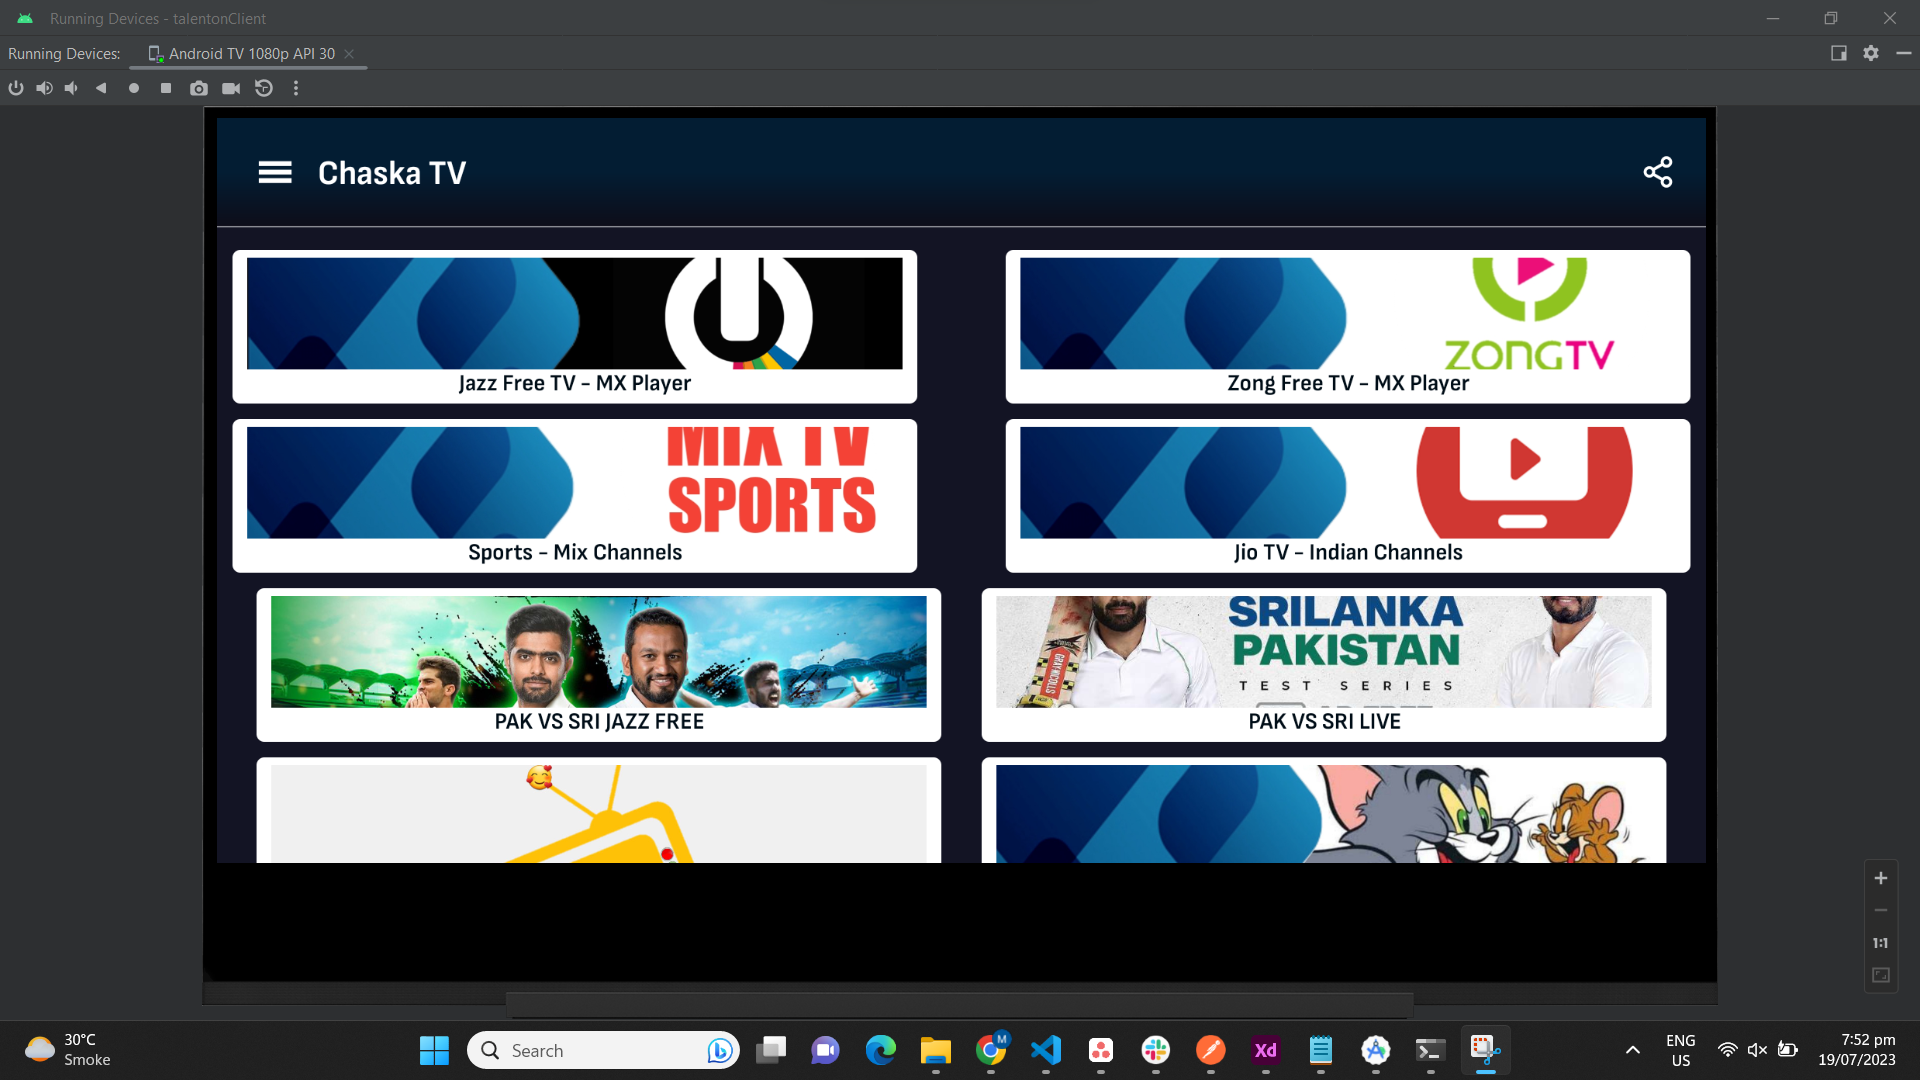 Running Devices - talentonClient
Running Devices:
Android TV 1080p API 30
Chaska TV
Jazz Free TV - MX Player
ZONGTV
Zong Free TV - MX Player
MIX TV
SPORTS
Sports - Mix Channels
Jio TV - Indian Channels
PAK VS SRI JAZZ FREE
GRAY-NICOLLS
SRILANKA
PAKISTAN
TEST SERIES
PAK VS SRI LIVE
1:1
30°C
Smoke
Search
M
Xd
ENG
US
7:52 pm
19/07/2023